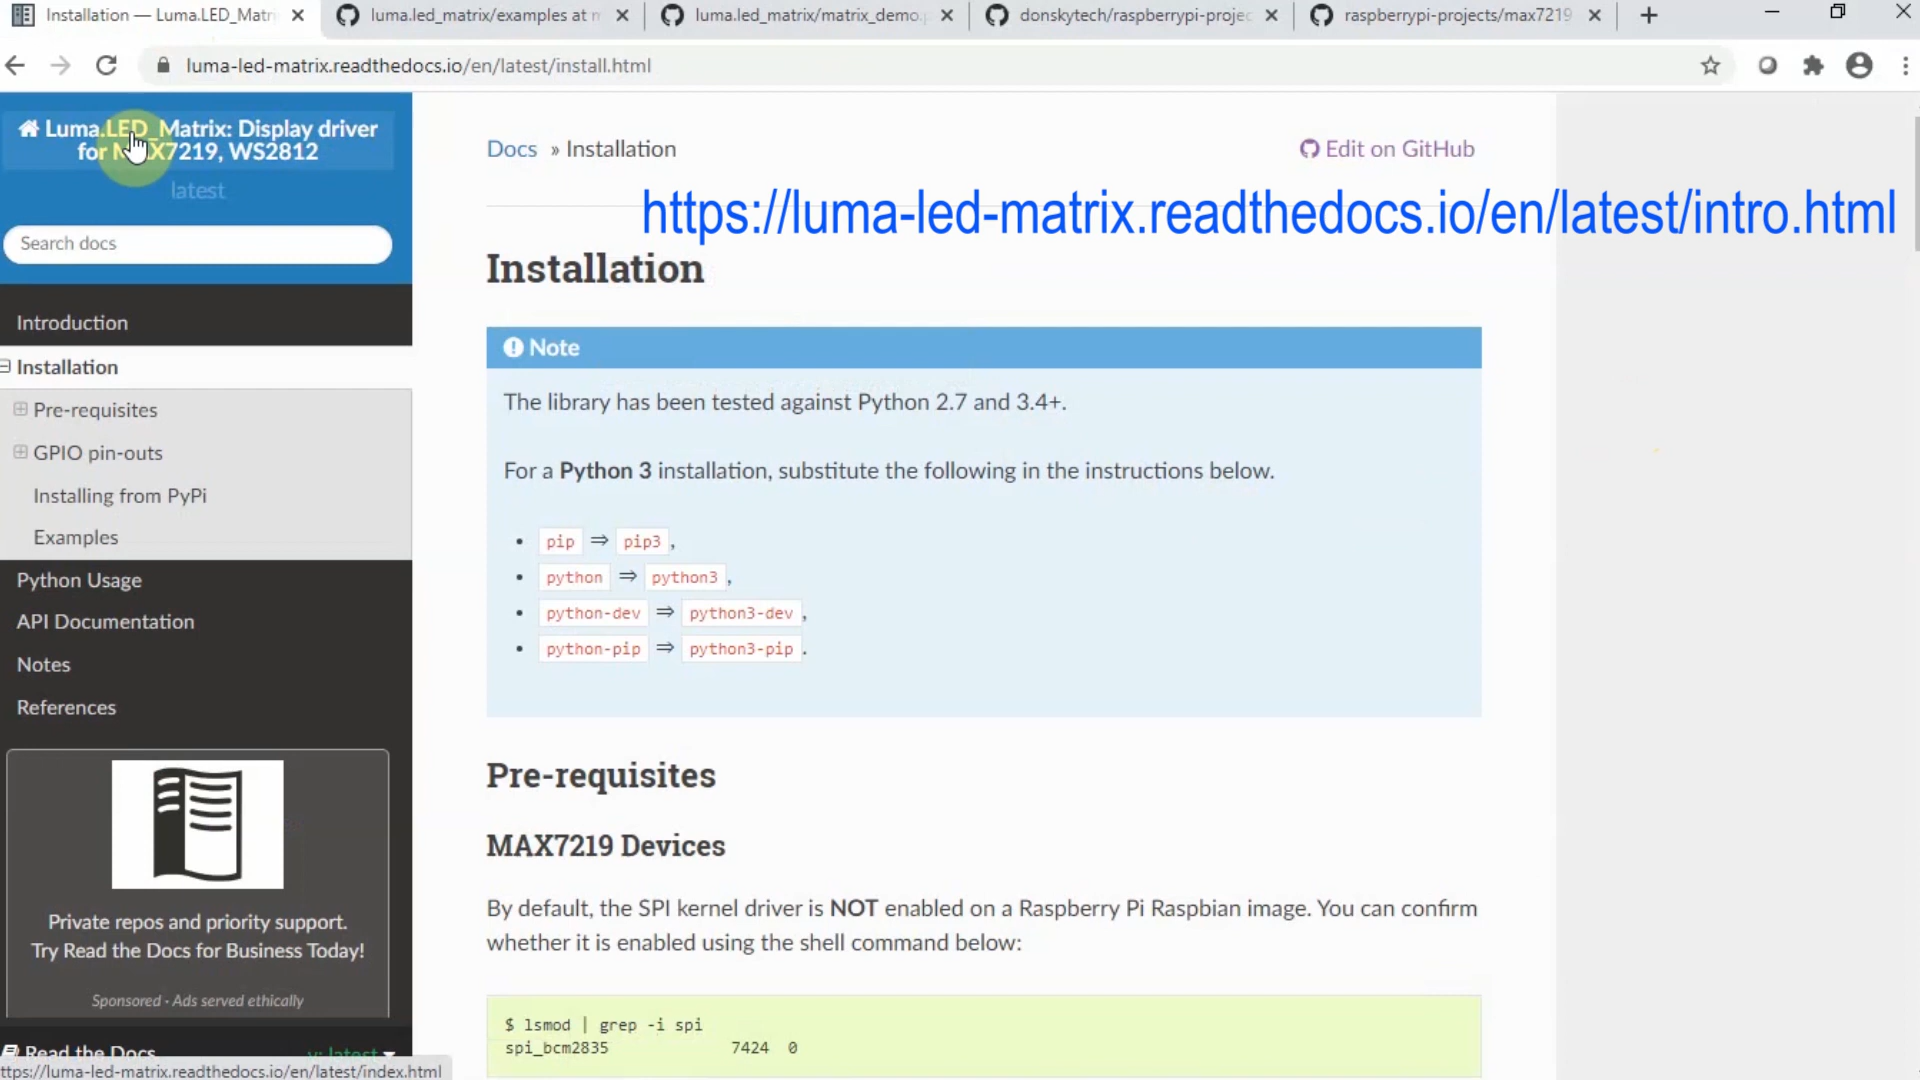 Installation — Luma.LED_Matri
luma.led_matrix/examples at m
luma.led_matrix/matrix_demo.p
donskytech/raspberrypi-projec
raspberrypi-projects/max7219
luma-led-matrix.readthedocs.io/en/latest/install.html
Luma.LED_Matrix: Display driver
for MAX7219, WS2812
latest
Search docs
Introduction
Installation
Pre-requisites
GPIO pin-outs
Installing from PyPi
Examples
Python Usage
API Documentation
Notes
References
Private repos and priority support.
Try Read the Docs for Business Today!
Sponsored · Ads served ethically
Read the Docs v: latest
ttps://luma-led-matrix.readthedocs.io/en/latest/index.html
Docs » Installation
Edit on GitHub
https://luma-led-matrix.readthedocs.io/en/latest/intro.html
Installation
Note
The library has been tested against Python 2.7 and 3.4+.
For a Python 3 installation, substitute the following in the instructions below.
• pip ⇒ pip3 ,
• python ⇒ python3 ,
• python-dev ⇒ python3-dev ,
• python-pip ⇒ python3-pip .
Pre-requisites
MAX7219 Devices
By default, the SPI kernel driver is NOT enabled on a Raspberry Pi Raspbian image. You can confirm
whether it is enabled using the shell command below:
$ lsmod | grep -i spi
spi_bcm2835 7424 0